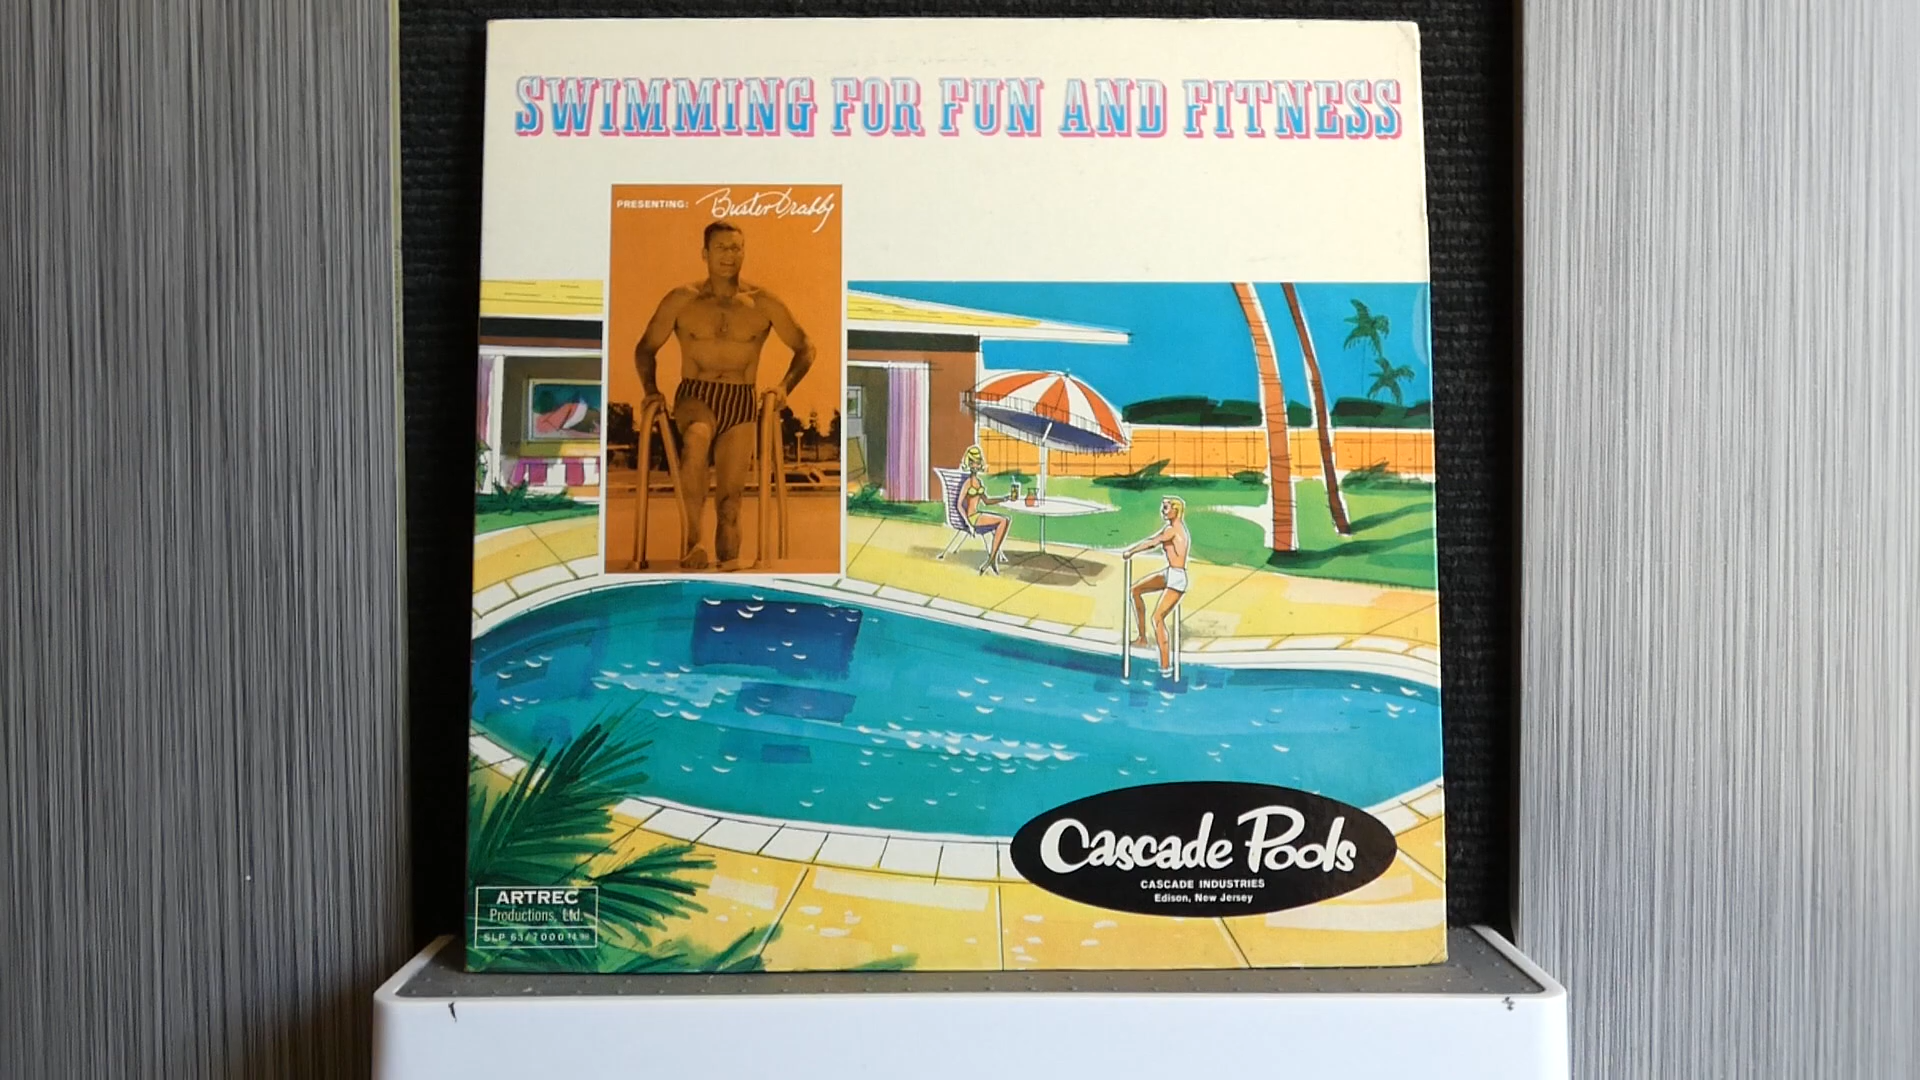 SWIMMING FOR FUN AND FITNESS
PRESENTING: Buster Crabby
Cascade Pools
CASCADE INDUSTRIES
Edison, New Jersey
ARTREC
Productions, Ltd.
SLP 63/7000